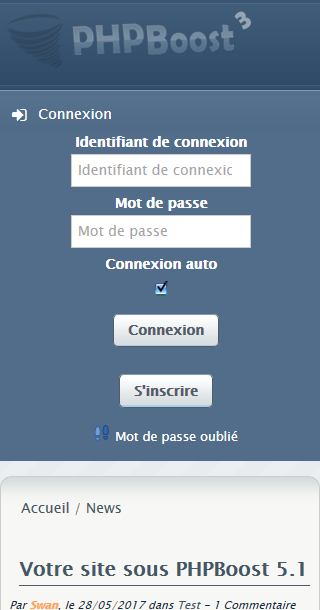 PHPBoost 3
Connexion
Identifiant de connexion
Identifiant de connexic
Mot de passe
Mot de passe
Connexion auto
Connexion
S'inscrire
Mot de passe oublié
Accueil / News
Votre site sous PHPBoost 5.1
Par Swan, le 28/05/2017 dans Test - 1 Commentaire